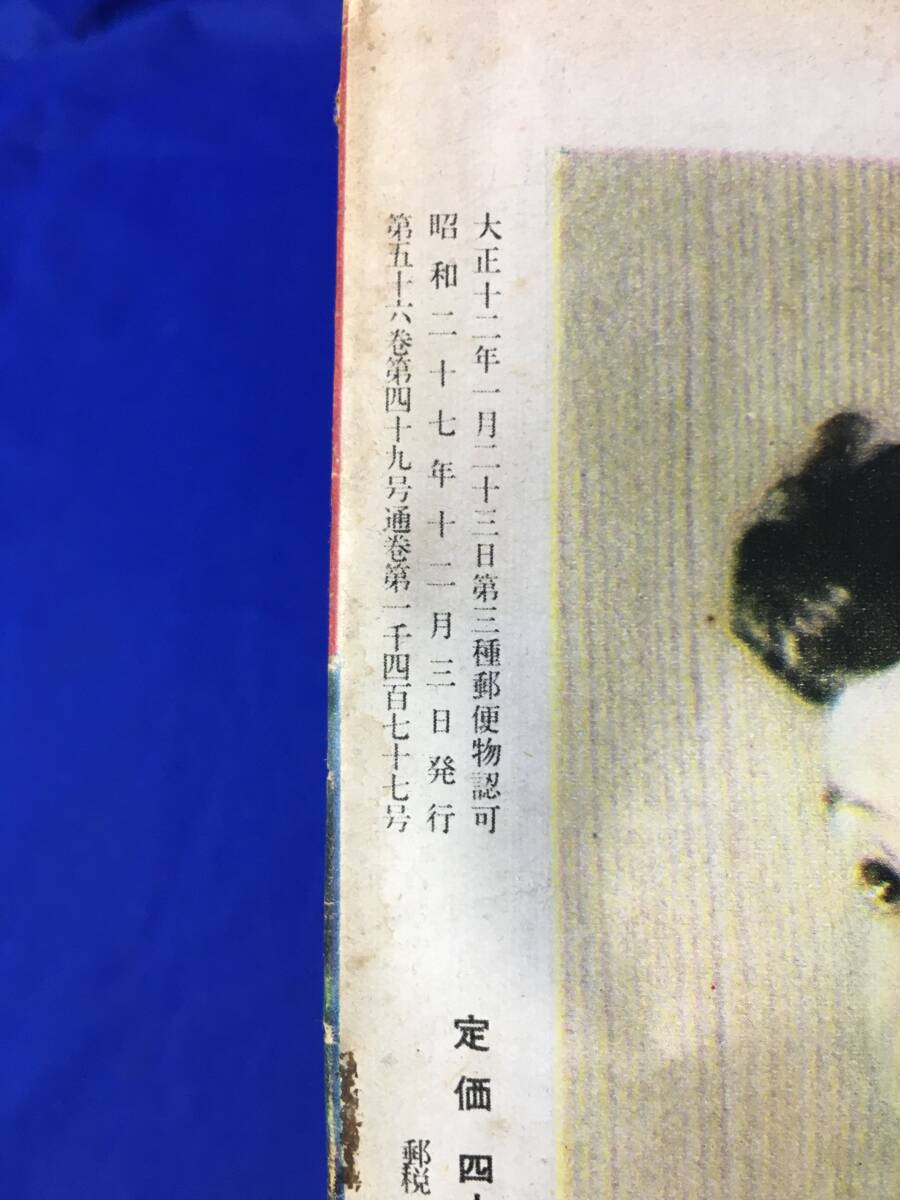 大正十二年一月二十三日第三種郵便物認可
昭和二十七年十二月三日発行
第五十六巻第四十九号通巻第一千四百七十七号
定価 四
郵税